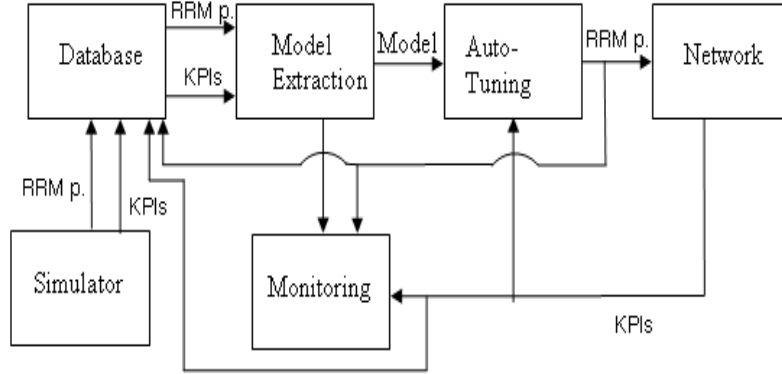 RRM p.
Database
KPIs
Model
Extraction
Model
Auto-
Tuning
RRM p.
Network
RRM p.
KPIs
Simulator
Monitoring
KPIs